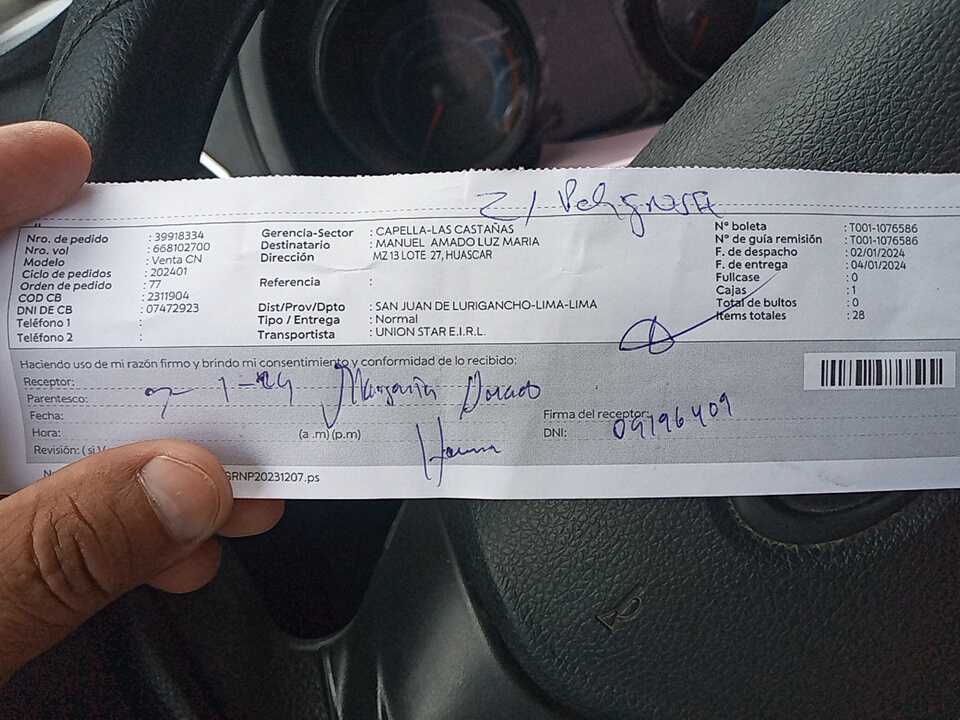 Z/ Peligrosa
Nro. de pedido : 39918334
Nro. vol : 668102700
Modelo : Venta CN
Ciclo de pedidos : 202401
Orden de pedido : 77
COD CB : 2311904
DNI DE CB : 07472923
Teléfono 1 :
Teléfono 2 :
Gerencia-Sector : CAPELLA-LAS CASTAÑAS
Destinatario : MANUEL AMADO LUZ MARIA
Dirección : MZ 13 LOTE 27, HUASCAR
Referencia :
Dist/Prov/Dpto : SAN JUAN DE LURIGANCHO-LIMA-LIMA
Tipo / Entrega : Normal
Transportista : UNION STAR E.I.R.L.
N° boleta : T001-1076586
N° de guía remisión : T001-1076586
F. de despacho : 02/01/2024
F. de entrega : 04/01/2024
Fullcase : 0
Cajas : 1
Total de bultos : 0
Items totales : 28
Haciendo uso de mi razón firmo y brindo mi consentimiento y conformidad de lo recibido:
Receptor:
Parentesco:
Fecha:
Hora: (a.m) (p.m)
Revisión: ( si
Margarita Dorado
Firma del receptor:
DNI: 09196409
GRNP20231207.ps